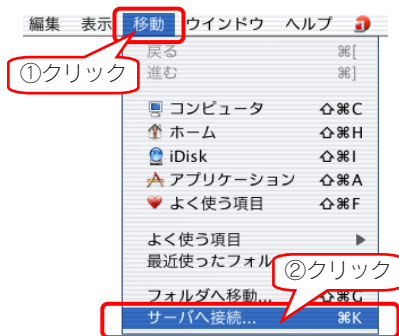 編集 表示 移動 ウインドウ ヘルプ
戻る ⌘[
①クリック
進む ⌘]
コンピュータ ⇧⌘C
ホーム ⇧⌘H
iDisk ⇧⌘I
アプリケーション ⇧⌘A
よく使う項目 ⇧⌘F
よく使う項目 ▶
最近使ったフォル
②クリック
フォルダへ移動... ⇧⌘G
サーバへ接続... ⌘K